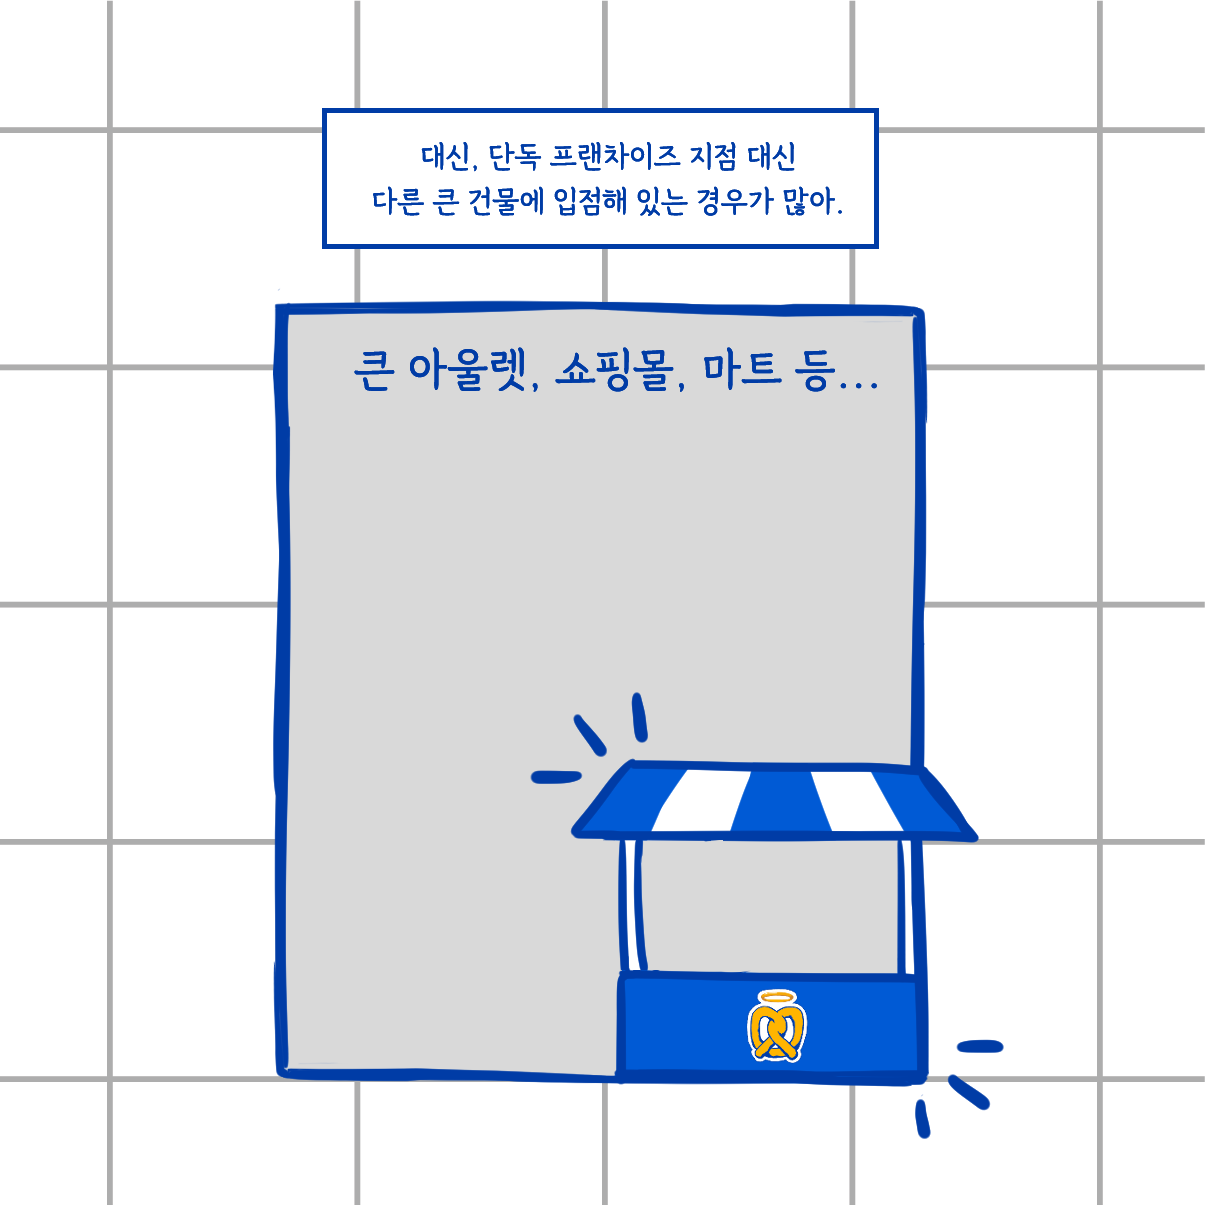 대신, 단독 프랜차이즈 지점 대신
다른 큰 건물에 입점해 있는 경우가 많아.
큰 아울렛, 쇼핑몰, 마트 등...